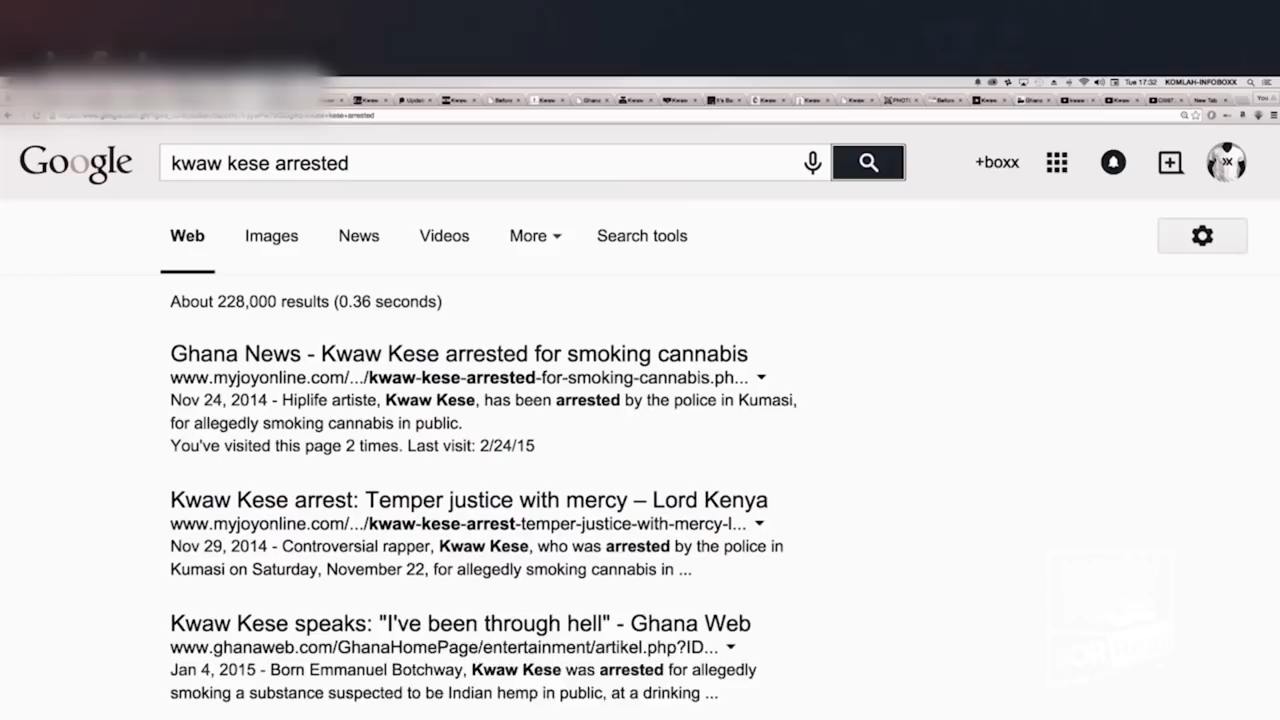 Tue 17:32 KOMLAH-INFOBOXX
Google kwaw kese arrested +boxx
Web Images News Videos More Search tools
About 228,000 results (0.36 seconds)
Ghana News - Kwaw Kese arrested for smoking cannabis
www.myjoyonline.com/.../kwaw-kese-arrested-for-smoking-cannabis.ph...
Nov 24, 2014 - Hiplife artiste, Kwaw Kese, has been arrested by the police in Kumasi,
for allegedly smoking cannabis in public.
You've visited this page 2 times. Last visit: 2/24/15
Kwaw Kese arrest: Temper justice with mercy – Lord Kenya
www.myjoyonline.com/.../kwaw-kese-arrest-temper-justice-with-mercy-l...
Nov 29, 2014 - Controversial rapper, Kwaw Kese, who was arrested by the police in
Kumasi on Saturday, November 22, for allegedly smoking cannabis in ...
Kwaw Kese speaks: "I've been through hell" - Ghana Web
www.ghanaweb.com/GhanaHomePage/entertainment/artikel.php?ID...
Jan 4, 2015 - Born Emmanuel Botchway, Kwaw Kese was arrested for allegedly
smoking a substance suspected to be Indian hemp in public, at a drinking ...